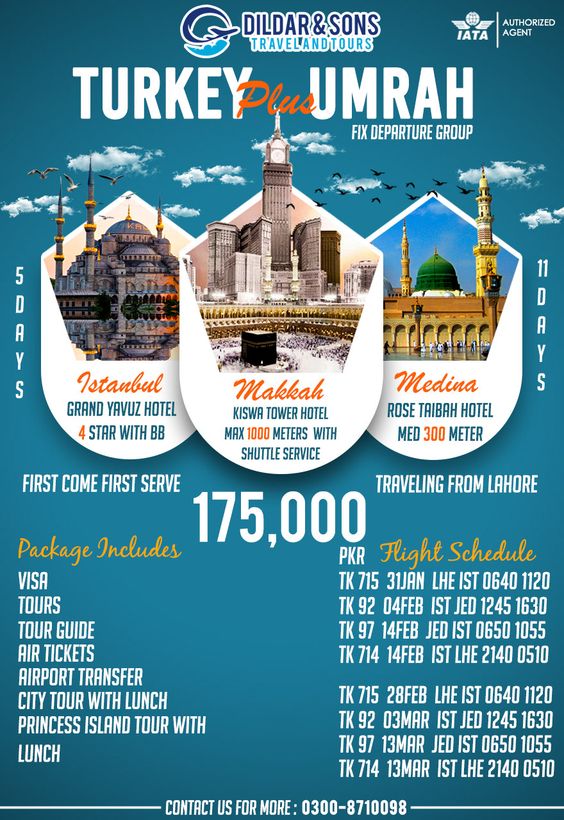 DILDAR & SONS
TRAVEL AND TOURS
IATA
AUTHORIZED
AGENT
TURKEY Plus UMRAH
FIX DEPARTURE GROUP
5 DAYS
11 DAYS
Istanbul
GRAND YAVUZ HOTEL
4 STAR WITH BB
Makkah
KISWA TOWER HOTEL
MAX 1000 METERS WITH
SHUTTLE SERVICE
Medina
ROSE TAIBAH HOTEL
MED 300 METER
FIRST COME FIRST SERVE
TRAVELING FROM LAHORE
175,000
PKR
Package Includes
VISA
TOURS
TOUR GUIDE
AIR TICKETS
AIRPORT TRANSFER
CITY TOUR WITH LUNCH
PRINCESS ISLAND TOUR WITH
LUNCH
Flight Schedule
TK 715 31JAN LHE IST 0640 1120
TK 92 04FEB IST JED 1245 1630
TK 97 14FEB JED IST 0650 1055
TK 714 14FEB IST LHE 2140 0510
TK 715 28FEB LHE IST 0640 1120
TK 92 03MAR IST JED 1245 1630
TK 97 13MAR JED IST 0650 1055
TK 714 13MAR IST LHE 2140 0510
CONTACT US FOR MORE : 0300-8710098